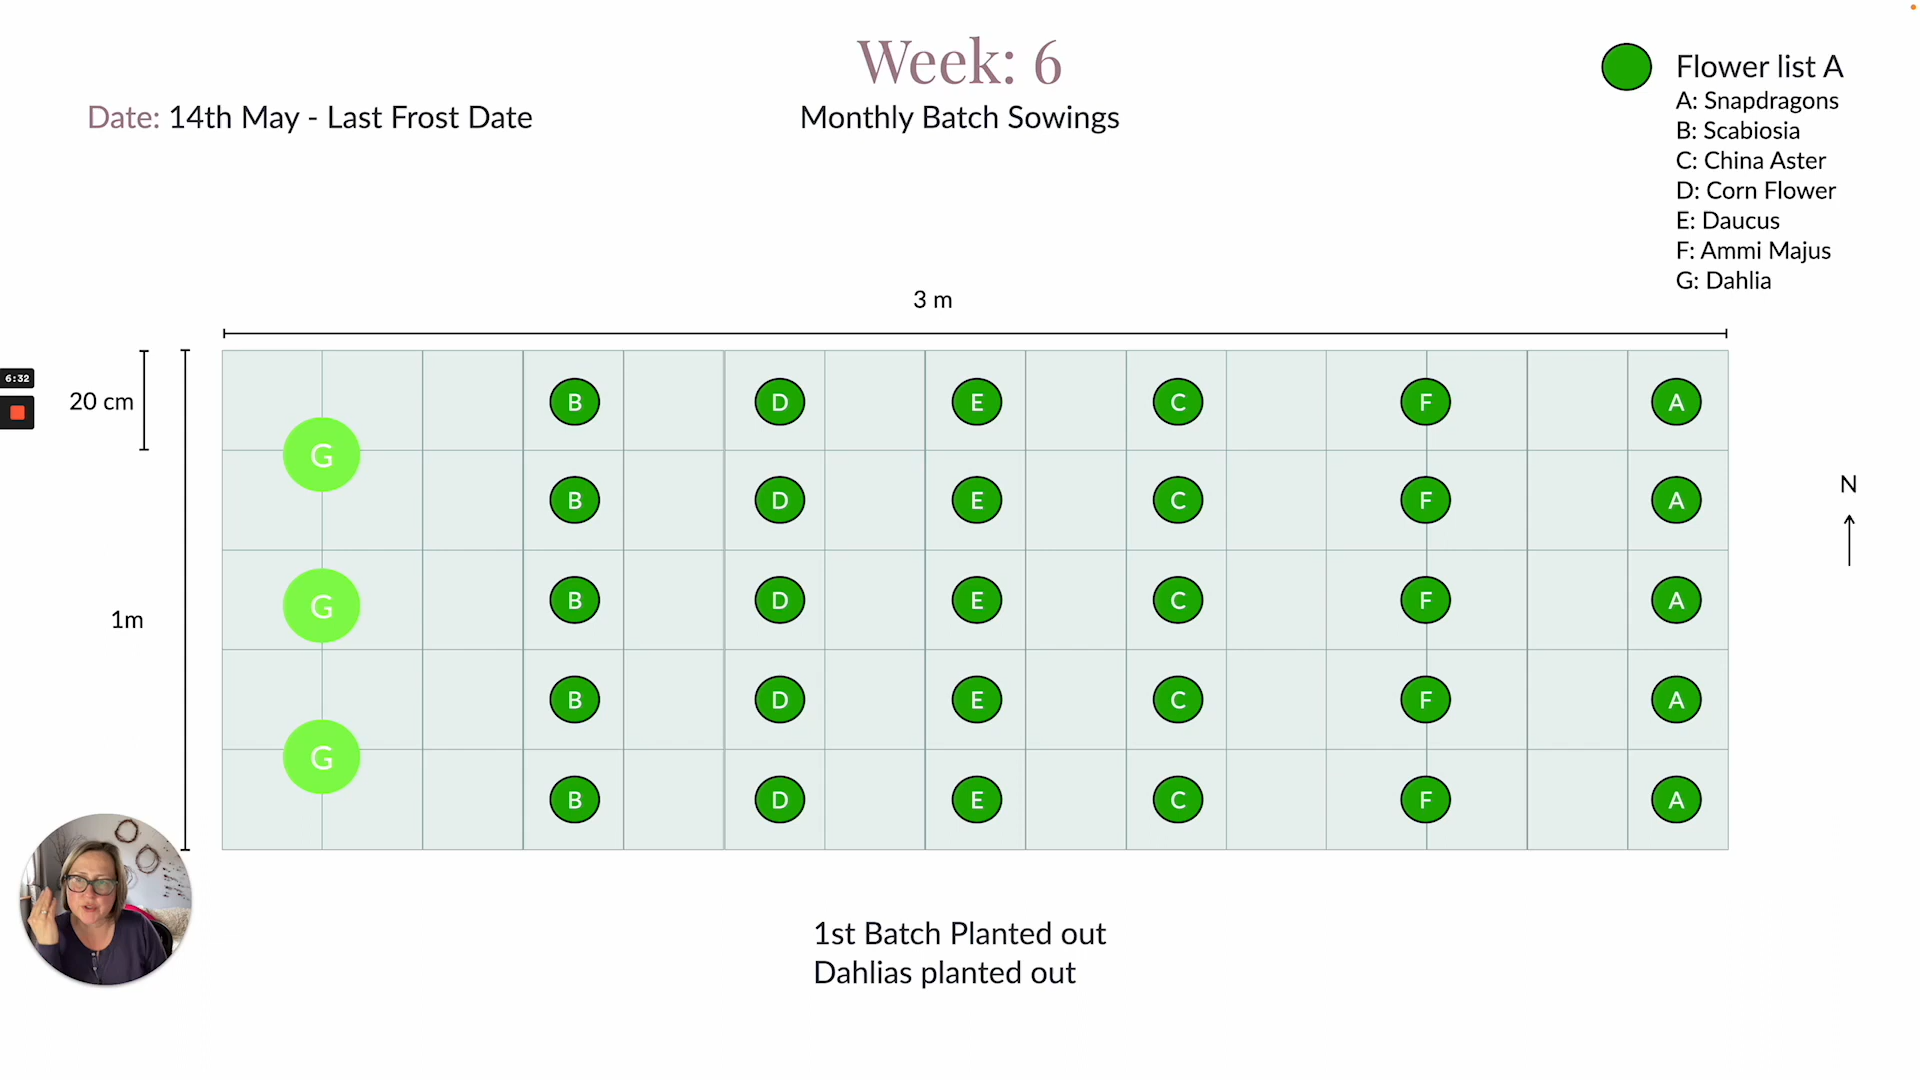 Week: 6
Date: 14th May - Last Frost Date
Monthly Batch Sowings
Flower list A
A: Snapdragons
B: Scabiosia
C: China Aster
D: Corn Flower
E: Daucus
F: Ammi Majus
G: Dahlia
3 m
6:32
20 cm
B D E C F A
G
B D E C F A
N
G B D E C F A
1m
B D E C F A
G
B D E C F A
1st Batch Planted out
Dahlias planted out